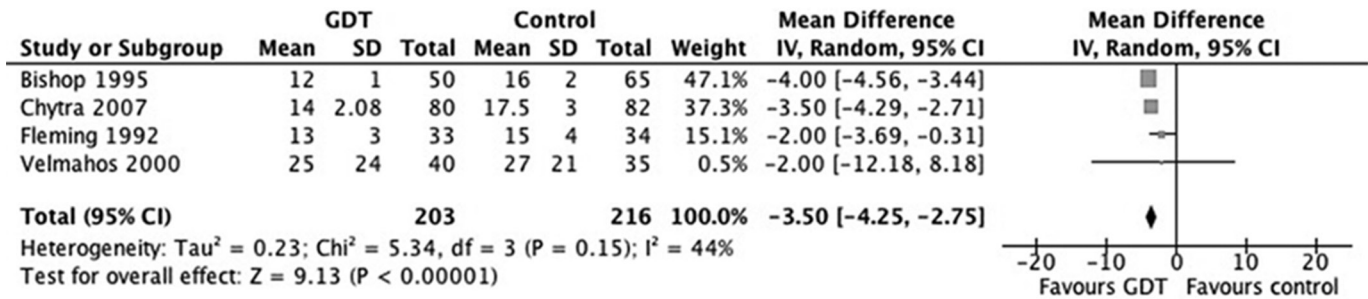 GDT Control Mean Difference Mean Difference
Study or Subgroup Mean SD Total Mean SD Total Weight IV, Random, 95% CI IV, Random, 95% CI
Bishop 1995 12 1 50 16 2 65 47.1% -4.00 [-4.56, -3.44]
Chytra 2007 14 2.08 80 17.5 3 82 37.3% -3.50 [-4.29, -2.71]
Fleming 1992 13 3 33 15 4 34 15.1% -2.00 [-3.69, -0.31]
Velmahos 2000 25 24 40 27 21 35 0.5% -2.00 [-12.18, 8.18]
Total (95% CI) 203 216 100.0% -3.50 [-4.25, -2.75]
Heterogeneity: Tau² = 0.23; Chi² = 5.34, df = 3 (P = 0.15); I² = 44%
Test for overall effect: Z = 9.13 (P < 0.00001)
-20 -10 0 10 20
Favours GDT Favours control